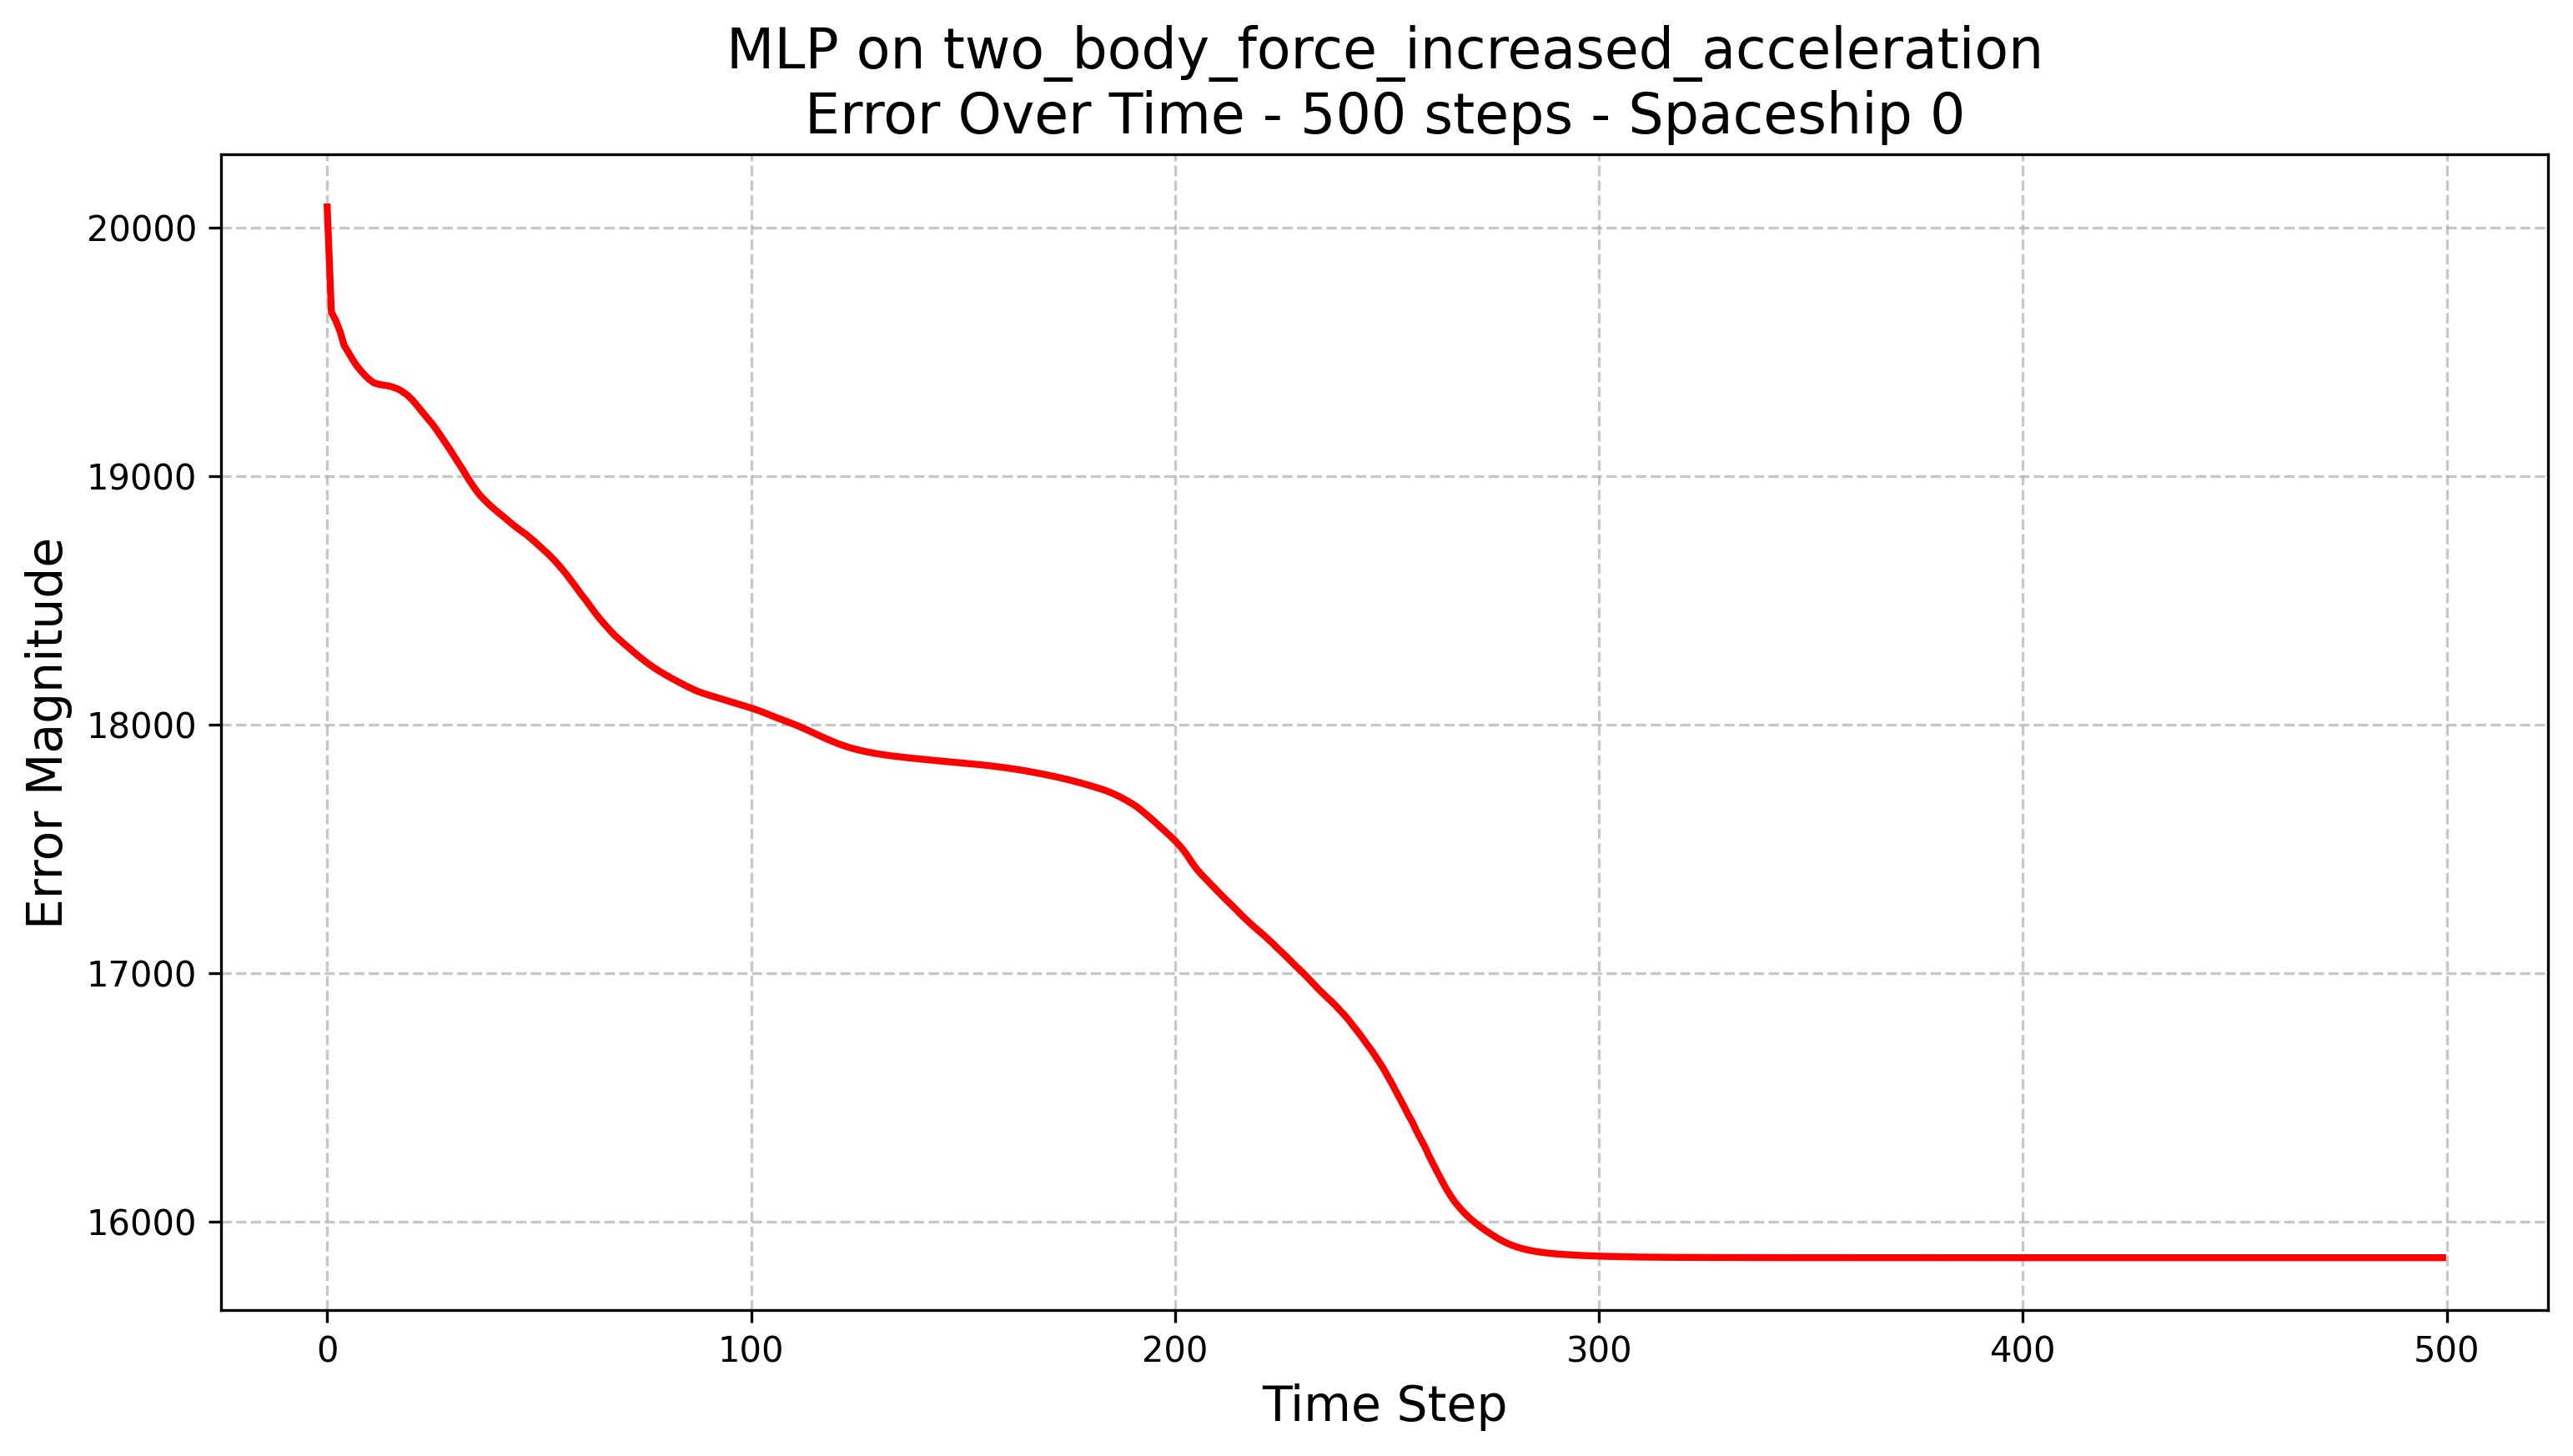 MLP on two_body_force_increased_acceleration
Error Over Time - 500 steps - Spaceship 0
Error Magnitude
20000
19000
18000
17000
16000
0
100
200
300
400
500
Time Step